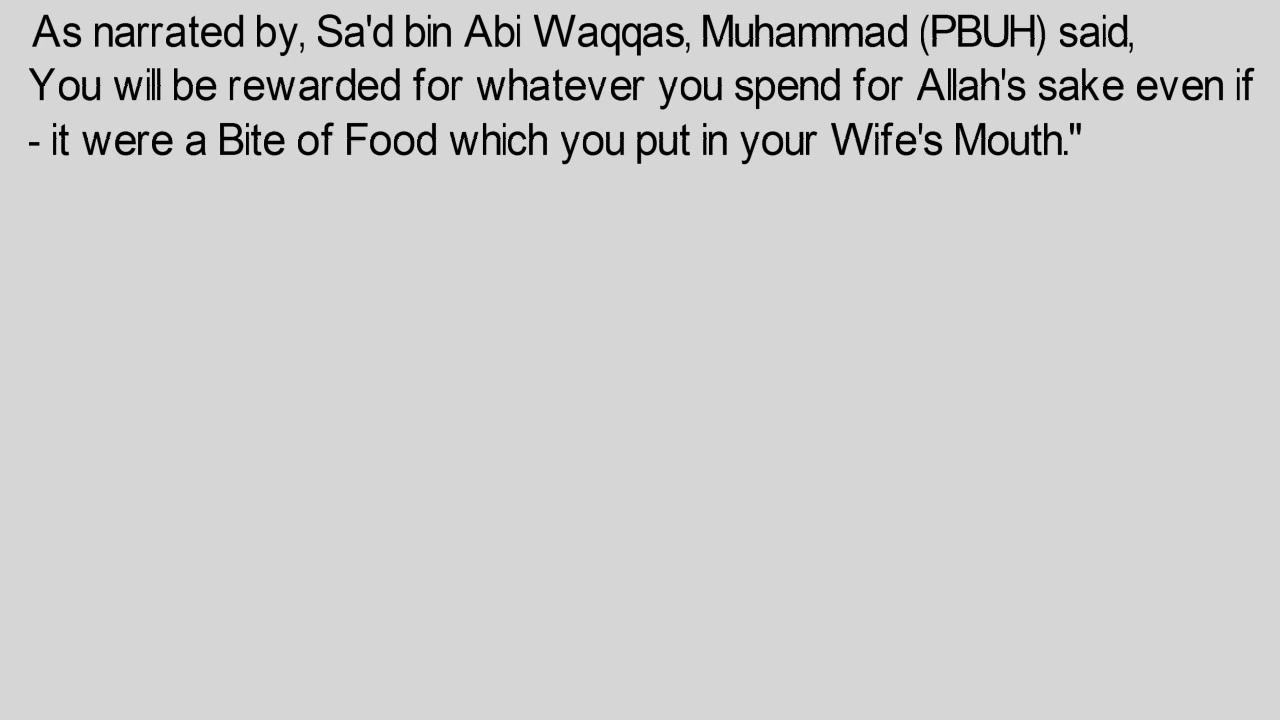 As narrated by, Sa'd bin Abi Waqqas, Muhammad (PBUH) said,
You will be rewarded for whatever you spend for Allah's sake even if
- it were a Bite of Food which you put in your Wife's Mouth."